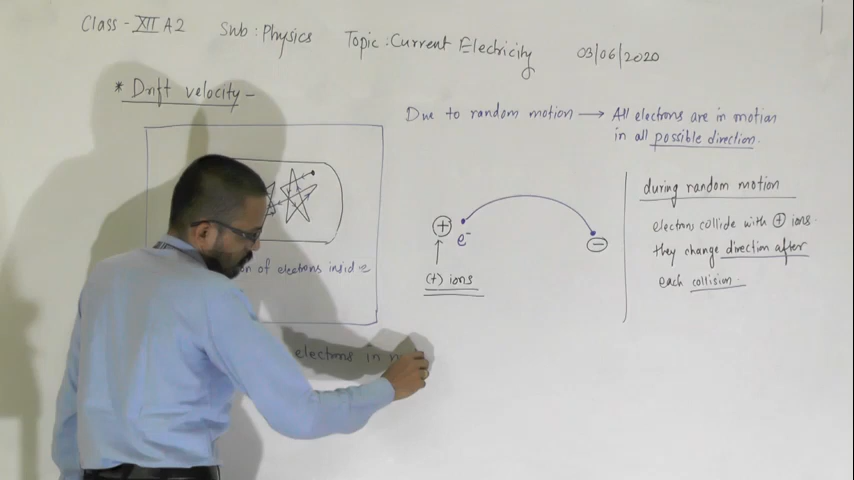 Class - XII A2 Sub : Physics Topic : Current Electricity 03/06/2020
* Drift velocity -
Due to random motion → All electrons are in motion
in all possible direction.
of electrons inside
electrons in
+
e-
(+) ions
−
during random motion
electrons collide with + ions.
they change direction after
each collision.